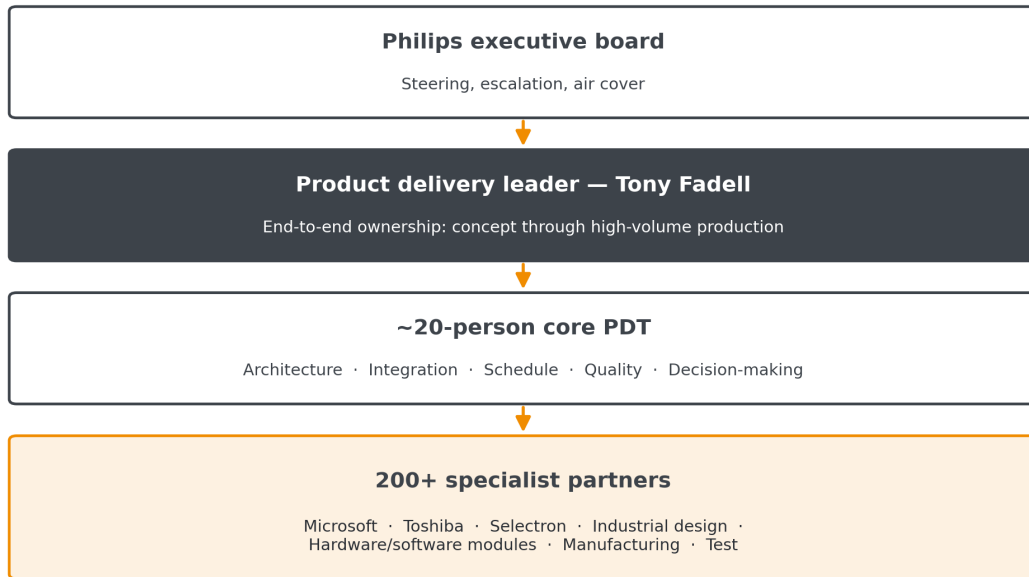 Philips executive board
Steering, escalation, air cover
Product delivery leader — Tony Fadell
End-to-end ownership: concept through high-volume production
~20-person core PDT
Architecture · Integration · Schedule · Quality · Decision-making
200+ specialist partners
Microsoft · Toshiba · Selectron · Industrial design ·
Hardware/software modules · Manufacturing · Test